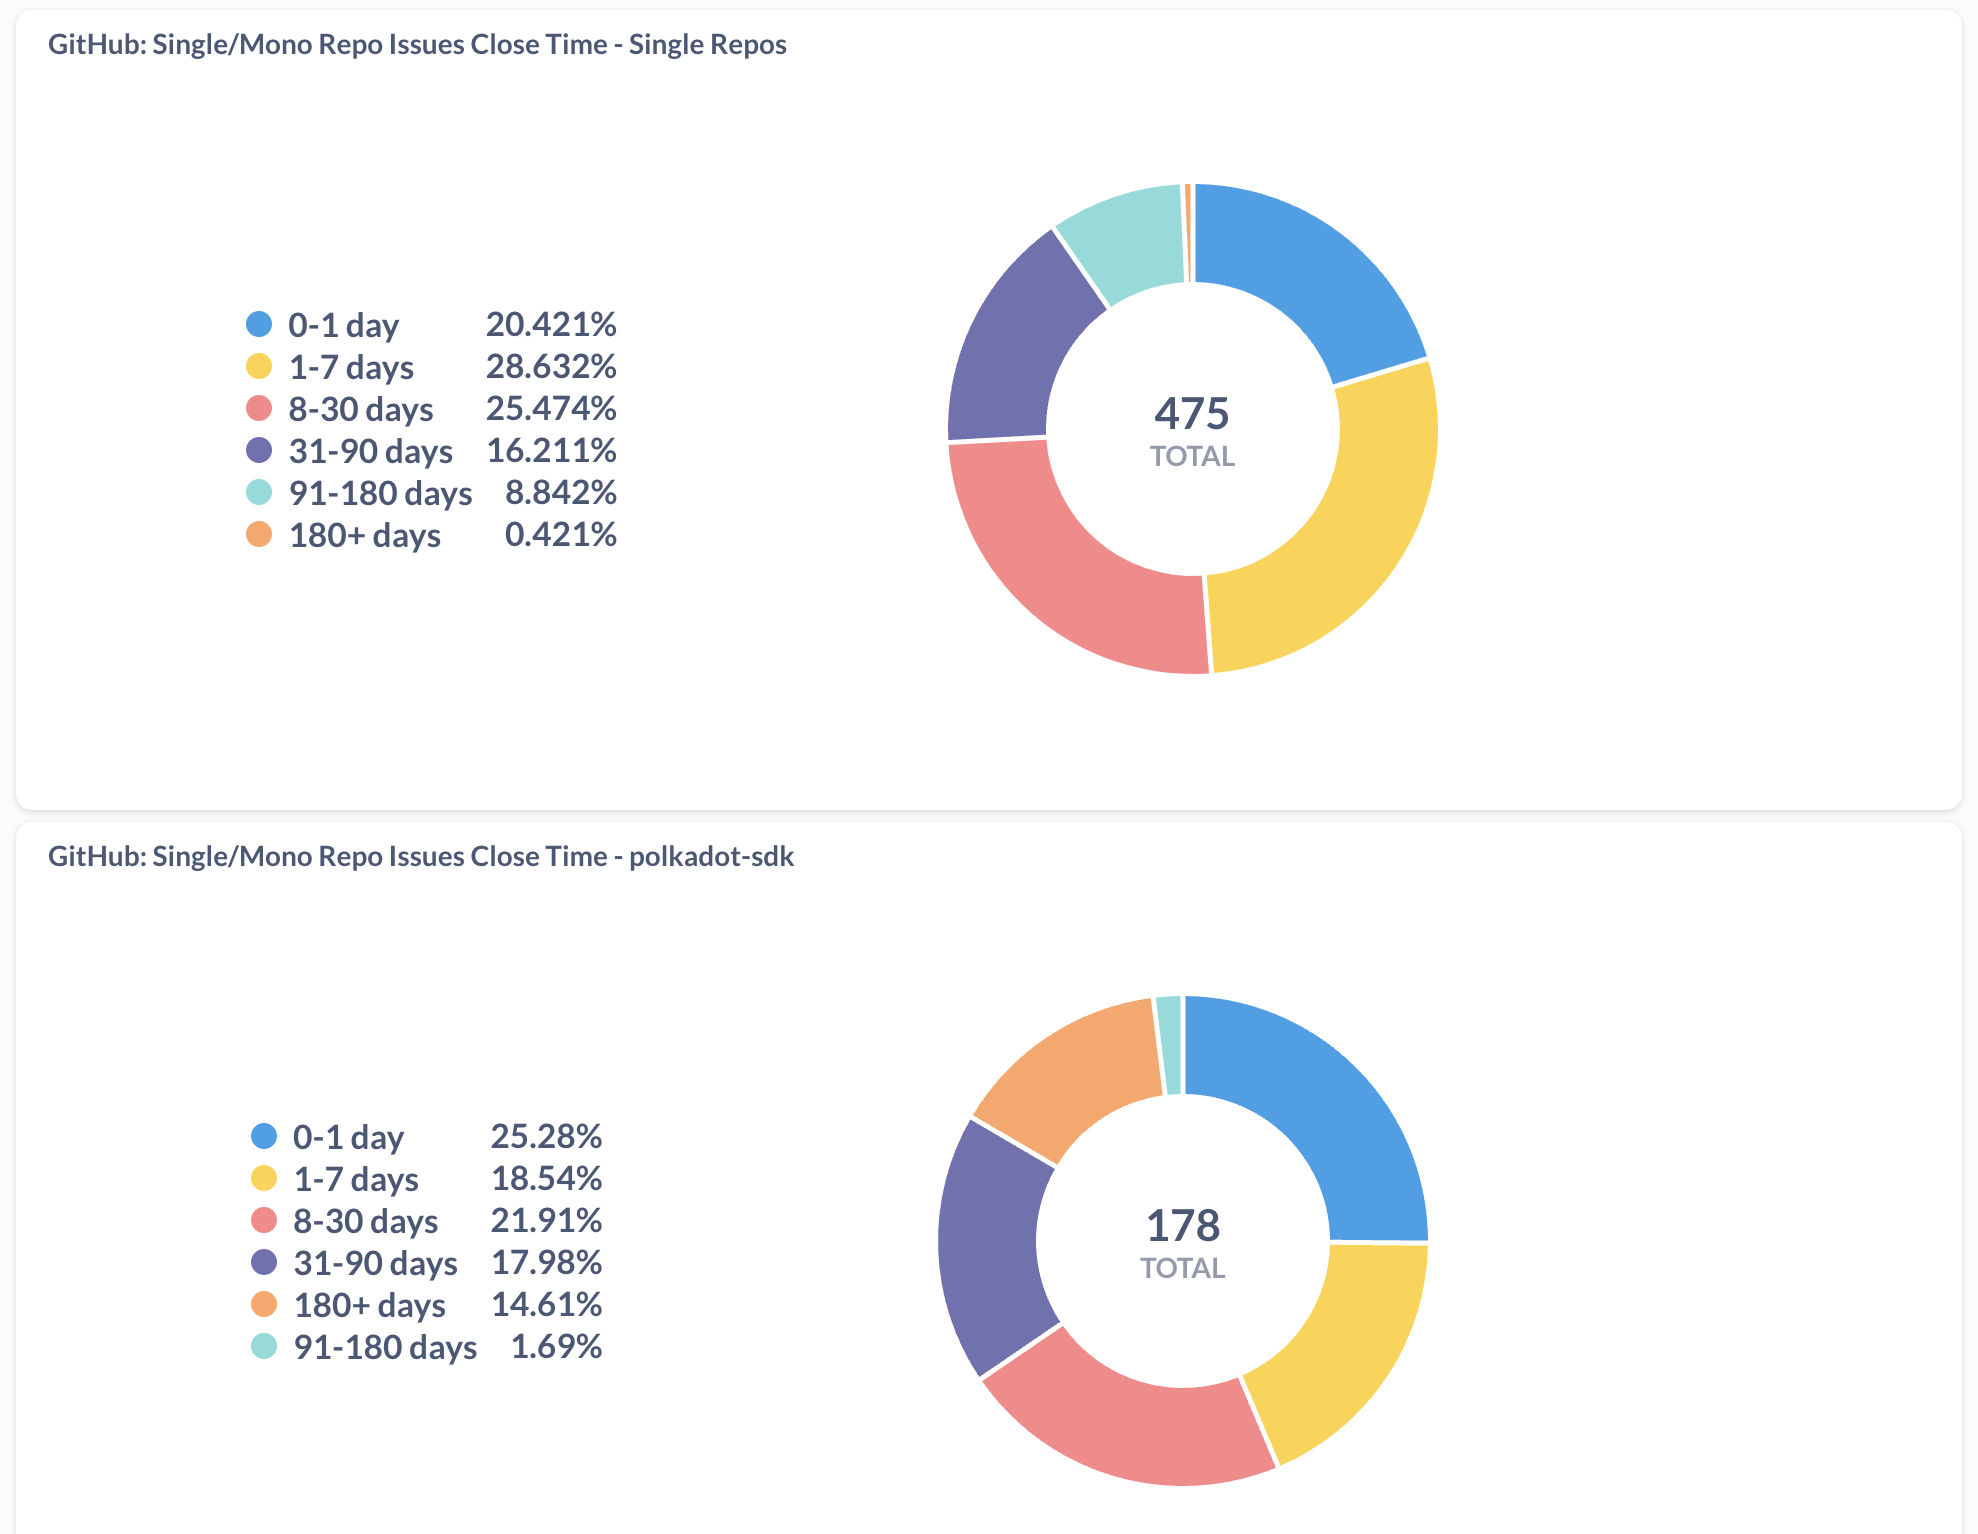 GitHub: Single/Mono Repo Issues Close Time - Single Repos
0-1 day 20.421%
1-7 days 28.632%
8-30 days 25.474%
31-90 days 16.211%
91-180 days 8.842%
180+ days 0.421%
475
TOTAL
GitHub: Single/Mono Repo Issues Close Time - polkadot-sdk
0-1 day 25.28%
1-7 days 18.54%
8-30 days 21.91%
31-90 days 17.98%
180+ days 14.61%
91-180 days 1.69%
178
TOTAL